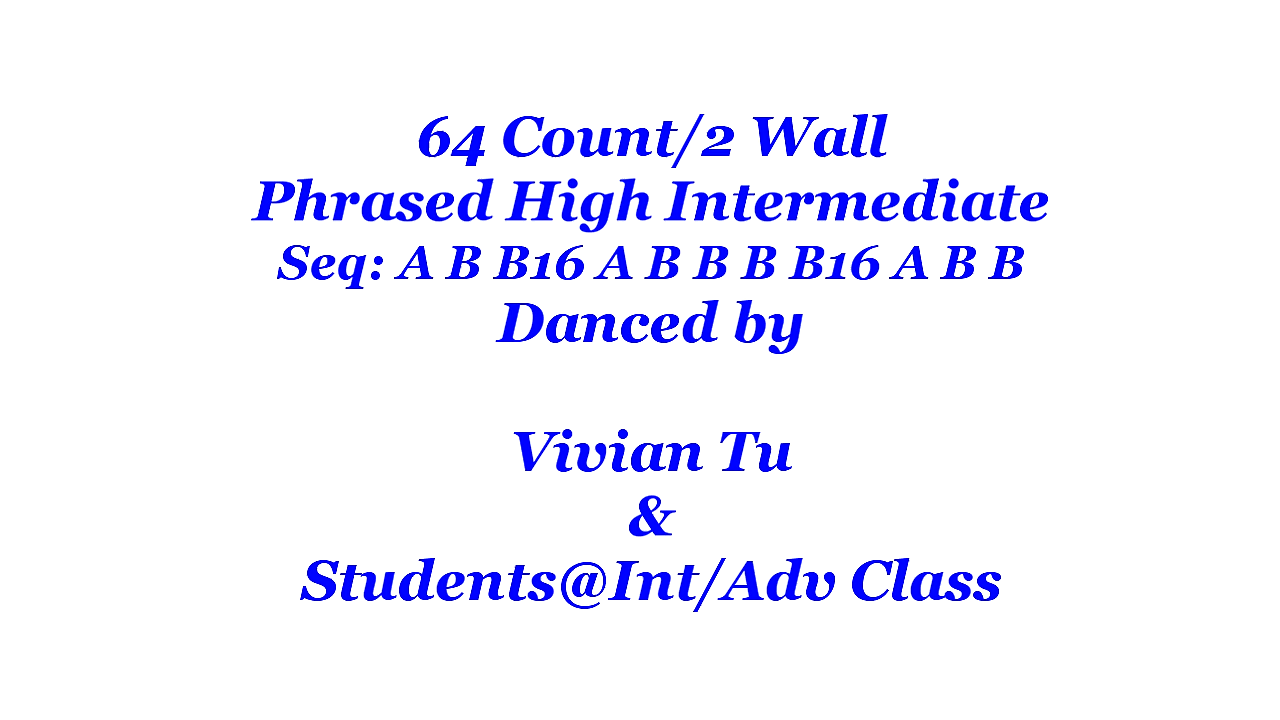 64 Count/2 Wall
Phrased High Intermediate
Seq: A B B16 A B B B B16 A B B
Danced by
Vivian Tu
&
Students@Int/Adv Class